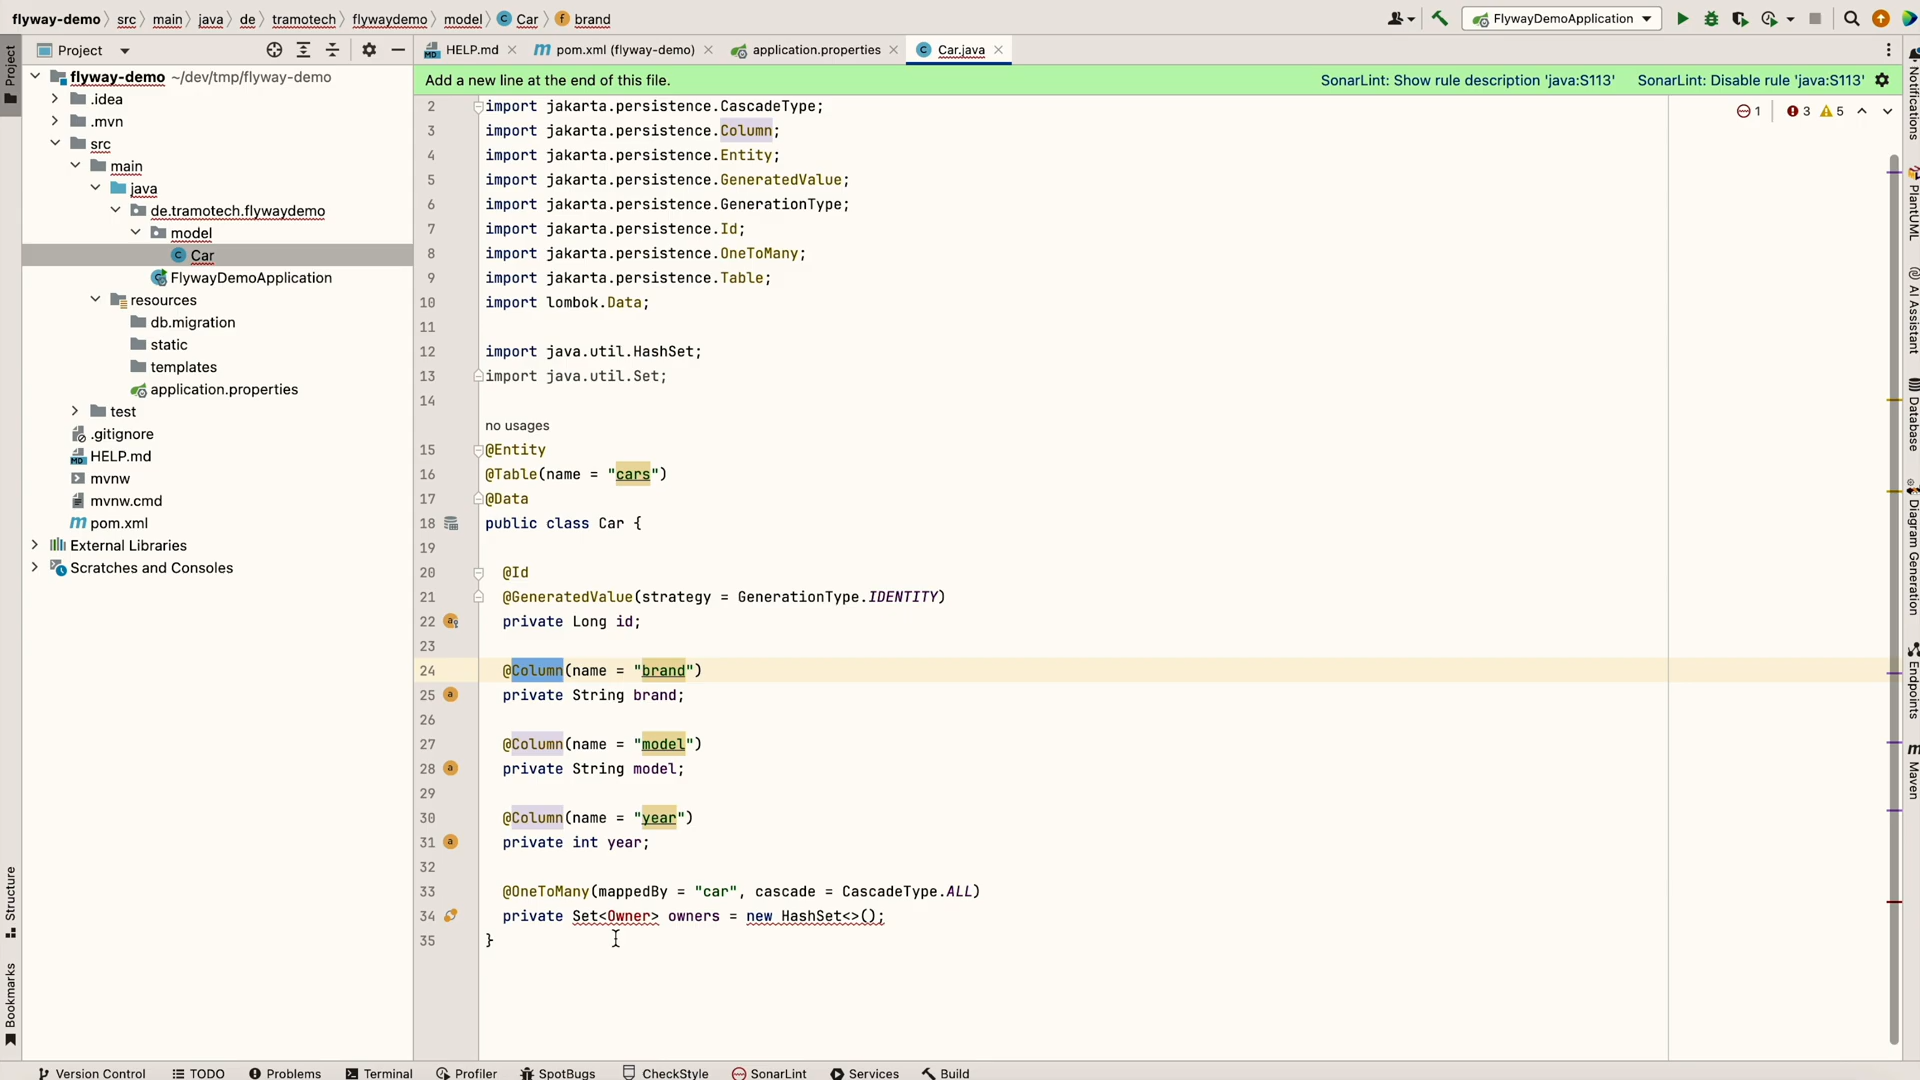 flyway-demo src main java de tramotech flywaydemo model Car brand
FlywayDemoApplication
Project
HELP.md
pom.xml (flyway-demo)
application.properties
Car.java
Project
flyway-demo ~/dev/tmp/flyway-demo
.idea
.mvn
src
main
java
de.tramotech.flywaydemo
model
Car
FlywayDemoApplication
resources
db.migration
static
templates
application.properties
test
.gitignore
HELP.md
mvnw
mvnw.cmd
pom.xml
External Libraries
Scratches and Consoles
Structure
Bookmarks
Add a new line at the end of this file.
SonarLint: Show rule description 'java:S113'
SonarLint: Disable rule 'java:S113'
1 3 5
2 import jakarta.persistence.CascadeType;
3 import jakarta.persistence.Column;
4 import jakarta.persistence.Entity;
5 import jakarta.persistence.GeneratedValue;
6 import jakarta.persistence.GenerationType;
7 import jakarta.persistence.Id;
8 import jakarta.persistence.OneToMany;
9 import jakarta.persistence.Table;
10 import lombok.Data;
11
12 import java.util.HashSet;
13 import java.util.Set;
14
no usages
15 @Entity
16 @Table(name = "cars")
17 @Data
18 public class Car {
19
20 @Id
21 @GeneratedValue(strategy = GenerationType.IDENTITY)
22 private Long id;
23
24 @Column(name = "brand")
25 private String brand;
26
27 @Column(name = "model")
28 private String model;
29
30 @Column(name = "year")
31 private int year;
32
33 @OneToMany(mappedBy = "car", cascade = CascadeType.ALL)
34 private Set<Owner> owners = new HashSet<>();
35 }
Notifications
PlantUML
AI Assistant
Database
Diagram Generation
Endpoints
Maven
Version Control
TODO
Problems
Terminal
Profiler
SpotBugs
CheckStyle
SonarLint
Services
Build